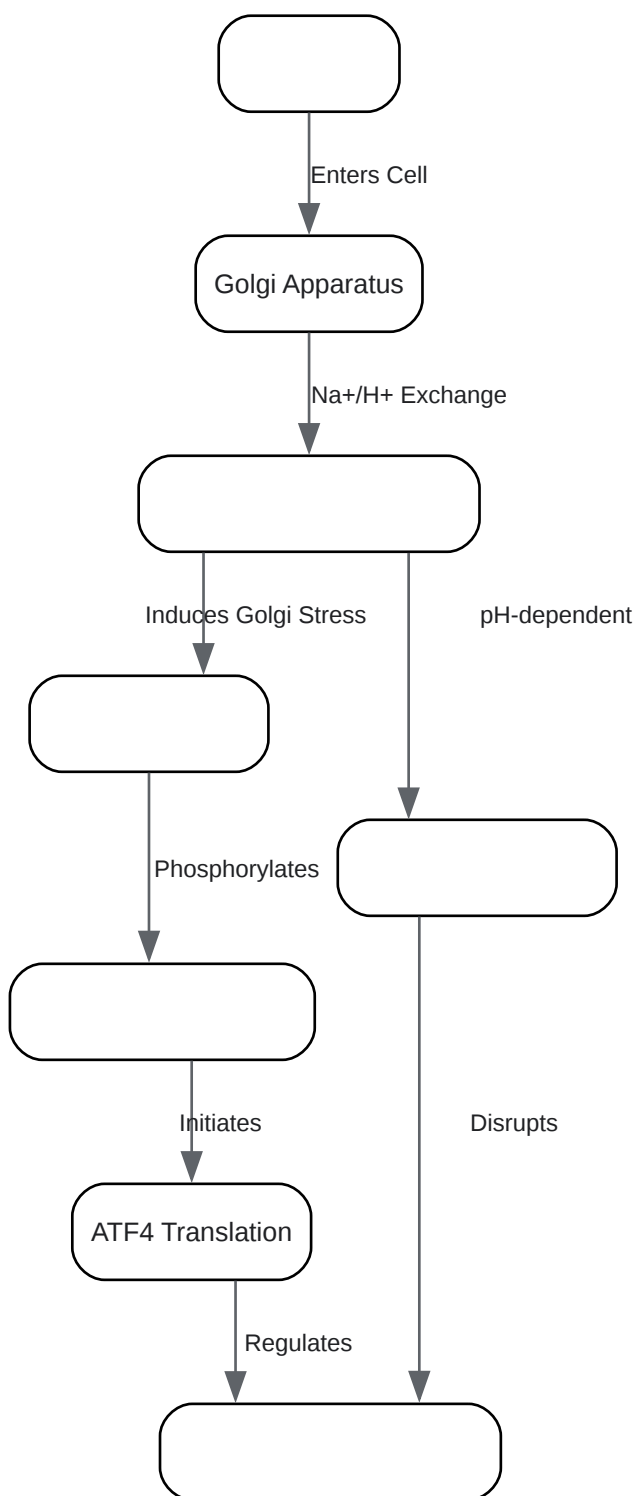 Enters Cell
Golgi Apparatus
Na+/H+ Exchange
Induces Golgi Stress
pH-dependent
Phosphorylates
Initiates
Disrupts
ATF4 Translation
Regulates